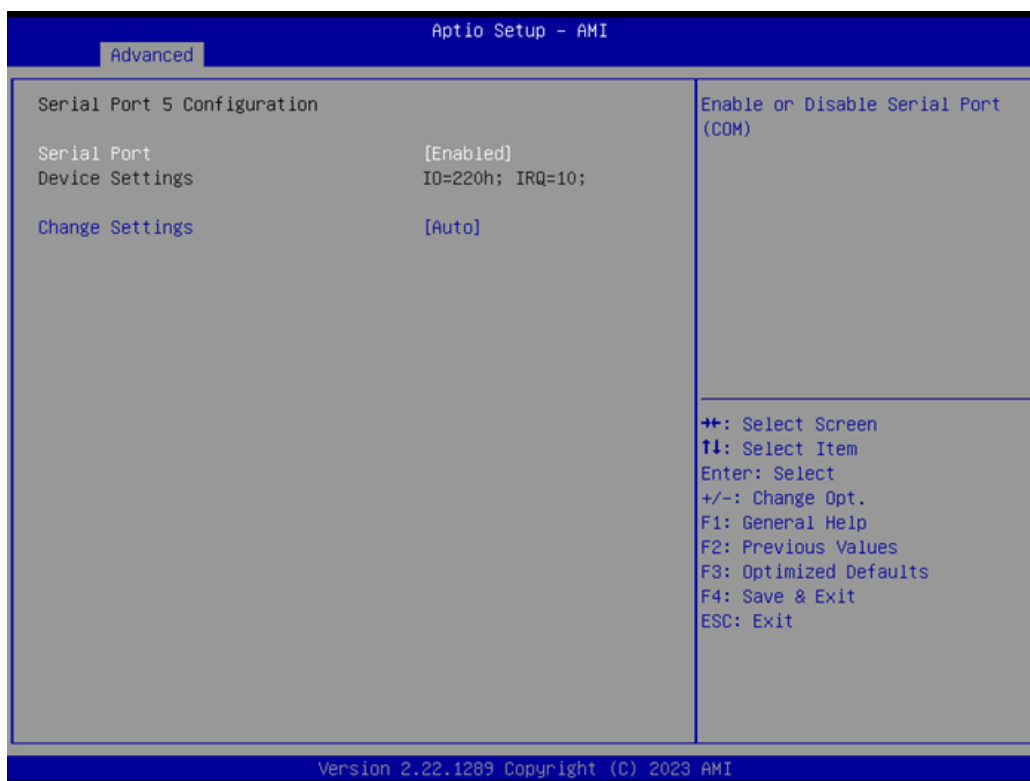 Aptio Setup - AMI
Advanced
Serial Port 5 Configuration
Serial Port [Enabled]
Device Settings IO=220h; IRQ=10;
Change Settings [Auto]
Enable or Disable Serial Port
(COM)
→←: Select Screen
↑↓: Select Item
Enter: Select
+/-: Change Opt.
F1: General Help
F2: Previous Values
F3: Optimized Defaults
F4: Save & Exit
ESC: Exit
Version 2.22.1289 Copyright (C) 2023 AMI